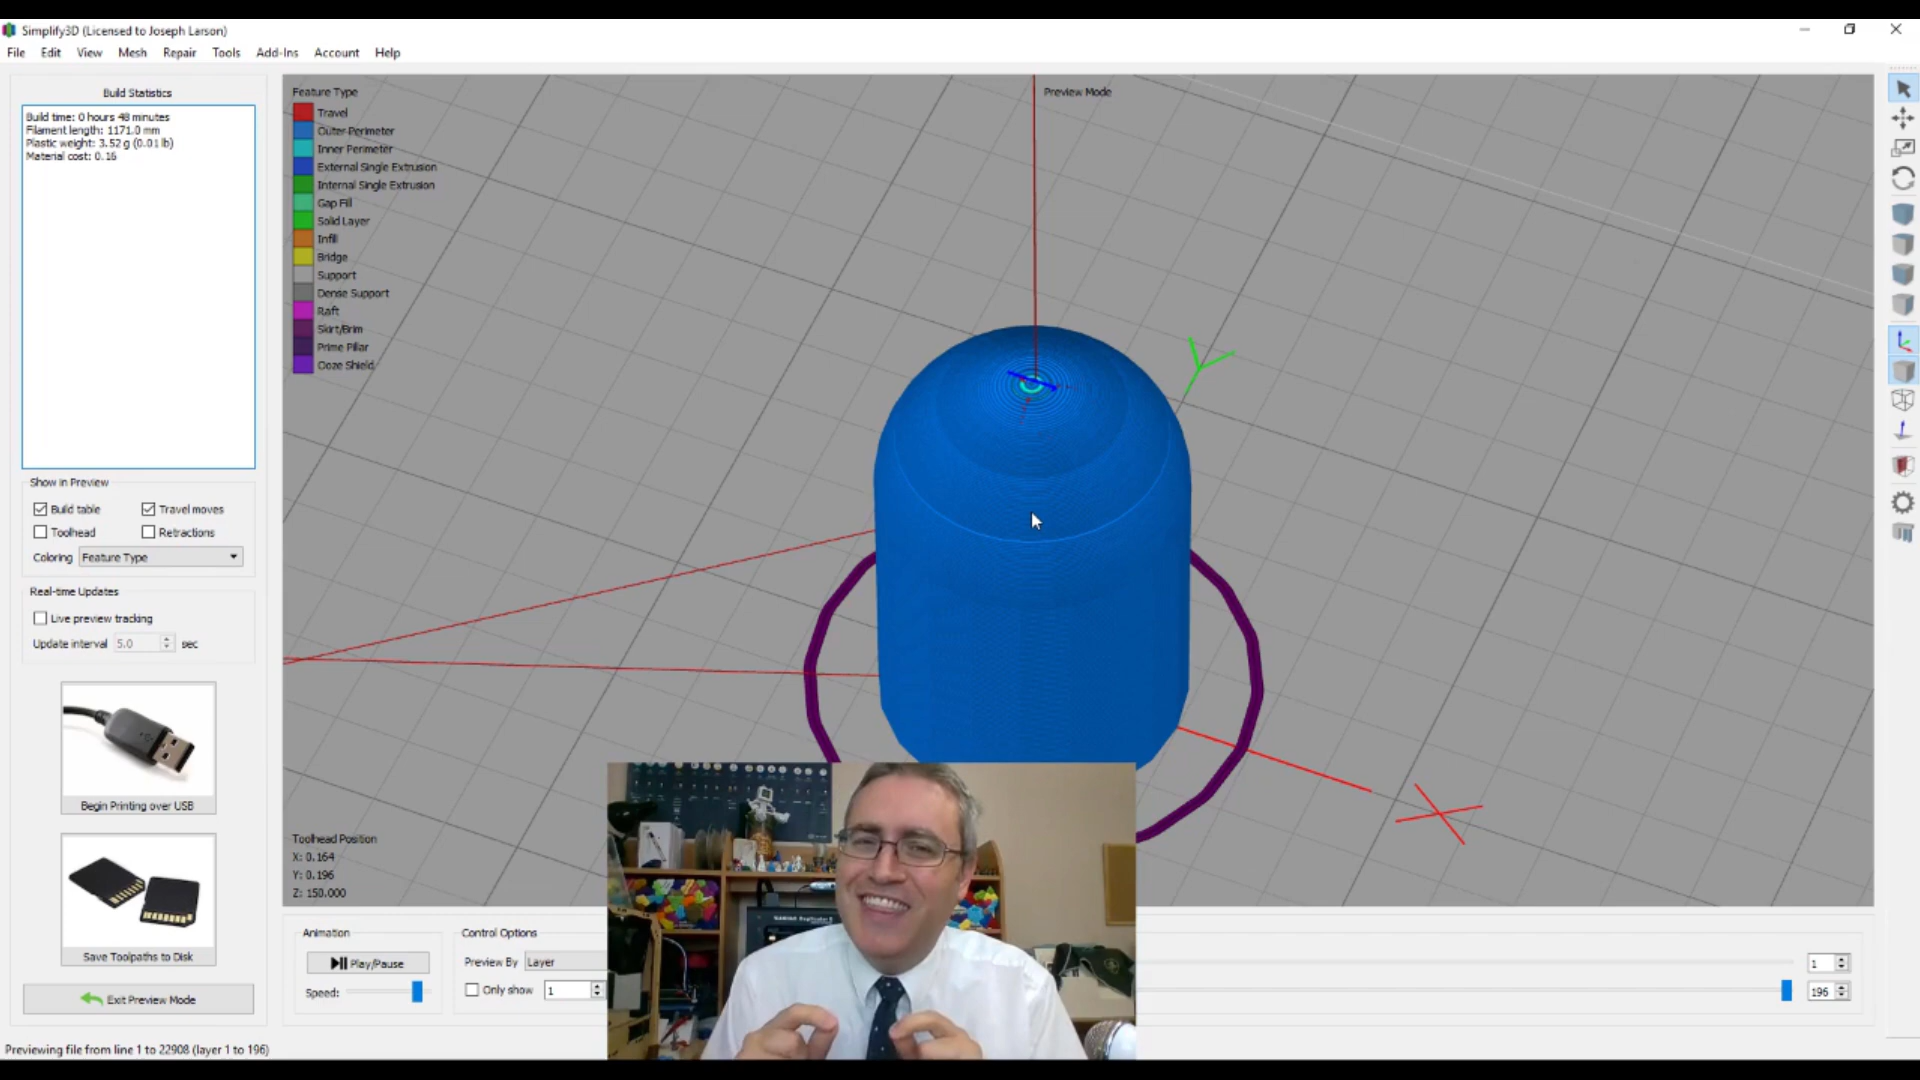 Simplify3D (Licensed to Joseph Larson)
File Edit View Mesh Repair Tools Add-Ins Account Help
Build Statistics
Build time: 0 hours 48 minutes
Filament length: 1171.0 mm
Plastic weight: 3.52 g (0.01 lb)
Material cost: 0.16
Show in Preview
Build table Travel moves
Toolhead Retractions
Coloring Feature Type
Real-time Updates
Live preview tracking
Update interval 5.0 sec
Begin Printing over USB
Save Toolpaths to Disk
Exit Preview Mode
Previewing file from line 1 to 22908 (layer 1 to 196)
Feature Type
Travel
Outer Perimeter
Inner Perimeter
External Single Extrusion
Internal Single Extrusion
Gap Fill
Solid Layer
Infill
Bridge
Support
Dense Support
Raft
Skirt/Brim
Prime Pillar
Ooze Shield
Preview Mode
Y
X
Toolhead Position
X: 0.164
Y: 0.196
Z: 150.000
Animation
Play/Pause
Speed:
Control Options
Preview By Layer
Only show 1
1
196